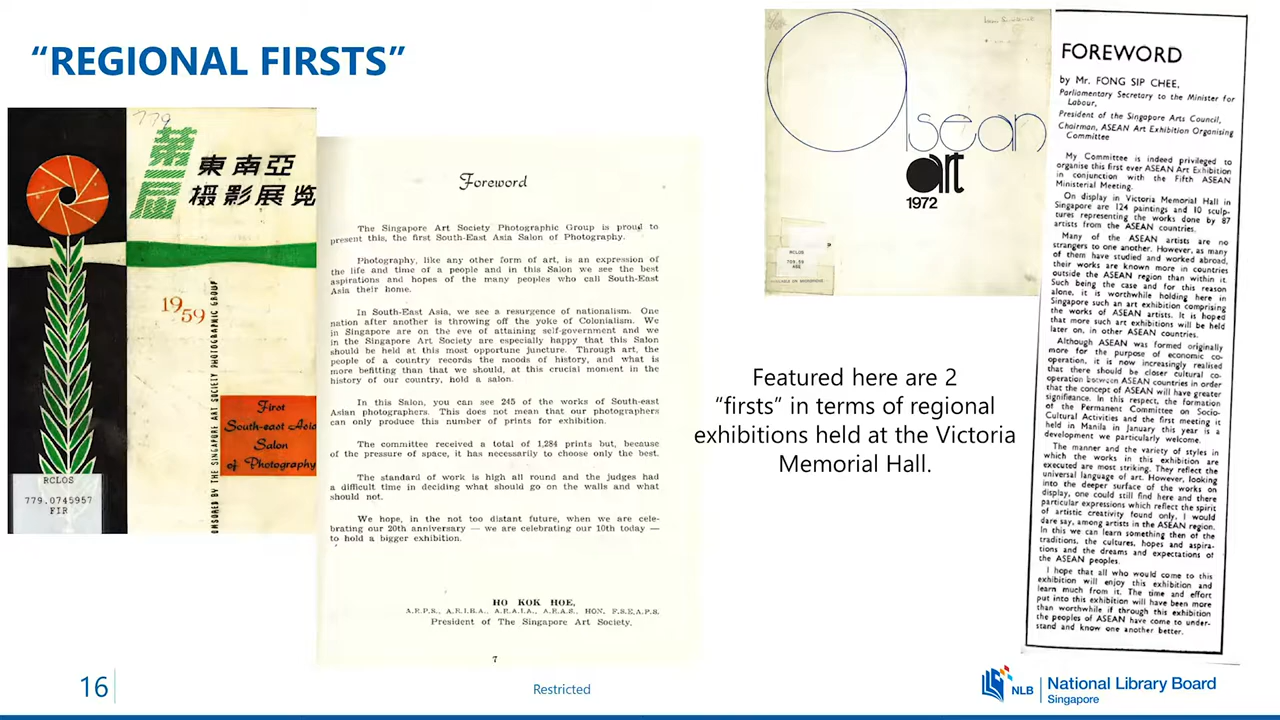 “REGIONAL FIRSTS”
779
第一屆
東南亞
摄影展览
1959
SPONSORED BY THE SINGAPORE ART SOCIETY PHOTOGRAPHIC GROUP
First
South-east Asia
Salon
of Photography
RCLOS
779.0745957
FIR
Foreword
The Singapore Art Society Photographic Group is proud to
present this, the first South-East Asia Salon of Photography.
Photography, like any other form of art, is an expression of
the life and time of a people and in this Salon we see the best
aspirations and hopes of the many peoples who call South-East
Asia their home.
In South-East Asia, we see a resurgence of nationalism. One
nation after another is throwing off the yoke of Colonialism. We
in Singapore are on the eve of attaining self-government and we
in the Singapore Art Society are especially happy that this Salon
should be held at this most opportune juncture. Through art, the
people of a country records the moods of history, and what is
more befitting than that we should, at this crucial moment in the
history of our country, hold a salon.
In this Salon, you can see 245 of the works of South-east
Asian photographers. This does not mean that our photographers
can only produce this number of prints for exhibition.
The committee received a total of 1,284 prints but, because
of the pressure of space, it has necessarily to choose only the best.
The standard of work is high all round and the judges had
a difficult time in deciding what should go on the walls and what
should not.
We hope, in the not too distant future, when we are cele-
brating our 20th anniversary — we are celebrating our 10th today —
to hold a bigger exhibition.
HO KOK HOE,
A.R.P.S., A.R.I.B.A., A.R.A.I.A., A.R.A.S., HON. F.S.E.A.P.S.
President of The Singapore Art Society,
7
Asean
art
1972
RCLOS
709.59
ASE
Featured here are 2
“firsts” in terms of regional
exhibitions held at the Victoria
Memorial Hall.
FOREWORD
by Mr. FONG SIP CHEE,
Parliamentary Secretary to the Minister for
Labour,
President of the Singapore Arts Council,
Chairman, ASEAN Art Exhibition Organising
Committee
My Committee is indeed privileged to
organise this first ever ASEAN Art Exhibition
in conjunction with the Fifth ASEAN
Ministerial Meeting.
On display in Victoria Memorial Hall in
Singapore are 124 paintings and 10 sculp-
tures representing the works done by 87
artists from the ASEAN countries.
Many of the ASEAN artists are no
strangers to one another. However, as many
of them have studied and worked abroad,
their works are known more in countries
outside the ASEAN region than within it.
Such being the case and for this reason
alone, it is worthwhile holding here in
Singapore such an art exhibition comprising
the works of ASEAN artists. It is hoped
that more such art exhibitions will be held
later on, in other ASEAN countries.
Although ASEAN was formed originally
more for the purpose of economic co-
operation, it is now increasingly realised
that there should be closer cultural co-
operation between ASEAN countries in order
that the concept of ASEAN will have greater
significance. In this respect, the formation
of the Permanent Committee on Socio-
Cultural Activities and the first meeting it
held in Manila in January this year is a
development we particularly welcome.
The manner and the variety of styles in
which the works in this exhibition are
executed are most striking. They reflect the
universal language of art. However, looking
into the deeper surface of the works on
display, one could still find here and there
particular expressions which reflect the spirit
of artistic creativity found only, I would
dare say, among artists in the ASEAN region.
In this we can learn something then of the
traditions, the cultures, hopes and aspira-
tions and the dreams and expectations of
the ASEAN peoples.
I hope that all who would come to this
exhibition will enjoy this exhibition and
learn much from it. The time and effort
put into this exhibition will have been more
than worthwhile if through this exhibition
the peoples of ASEAN have come to under-
stand and know one another better.
16
Restricted
NLB
National Library Board
Singapore